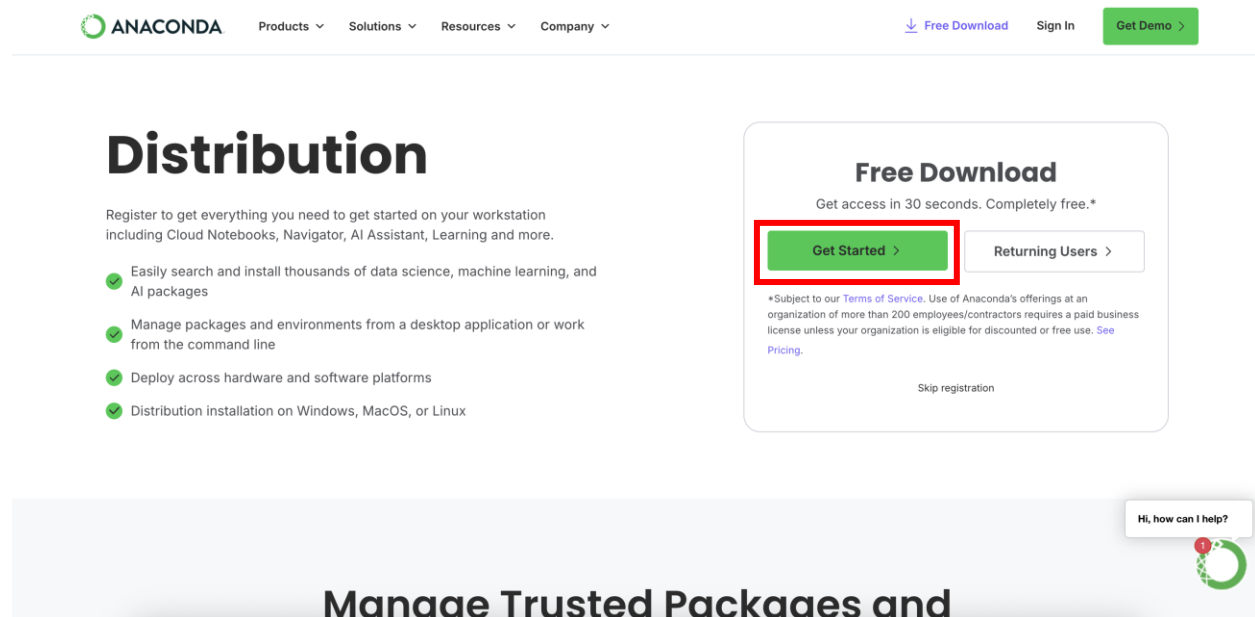 ANACONDA Products Solutions Resources Company Free Download Sign In Get Demo
Distribution
Register to get everything you need to get started on your workstation
including Cloud Notebooks, Navigator, AI Assistant, Learning and more.
Easily search and install thousands of data science, machine learning, and
AI packages
Manage packages and environments from a desktop application or work
from the command line
Deploy across hardware and software platforms
Distribution installation on Windows, MacOS, or Linux
Free Download
Get access in 30 seconds. Completely free.*
Get Started Returning Users
*Subject to our Terms of Service. Use of Anaconda's offerings at an
organization of more than 200 employees/contractors requires a paid business
license unless your organization is eligible for discounted or free use. See
Pricing.
Skip registration
Hi, how can I help?
1
Manage Trusted Packages and